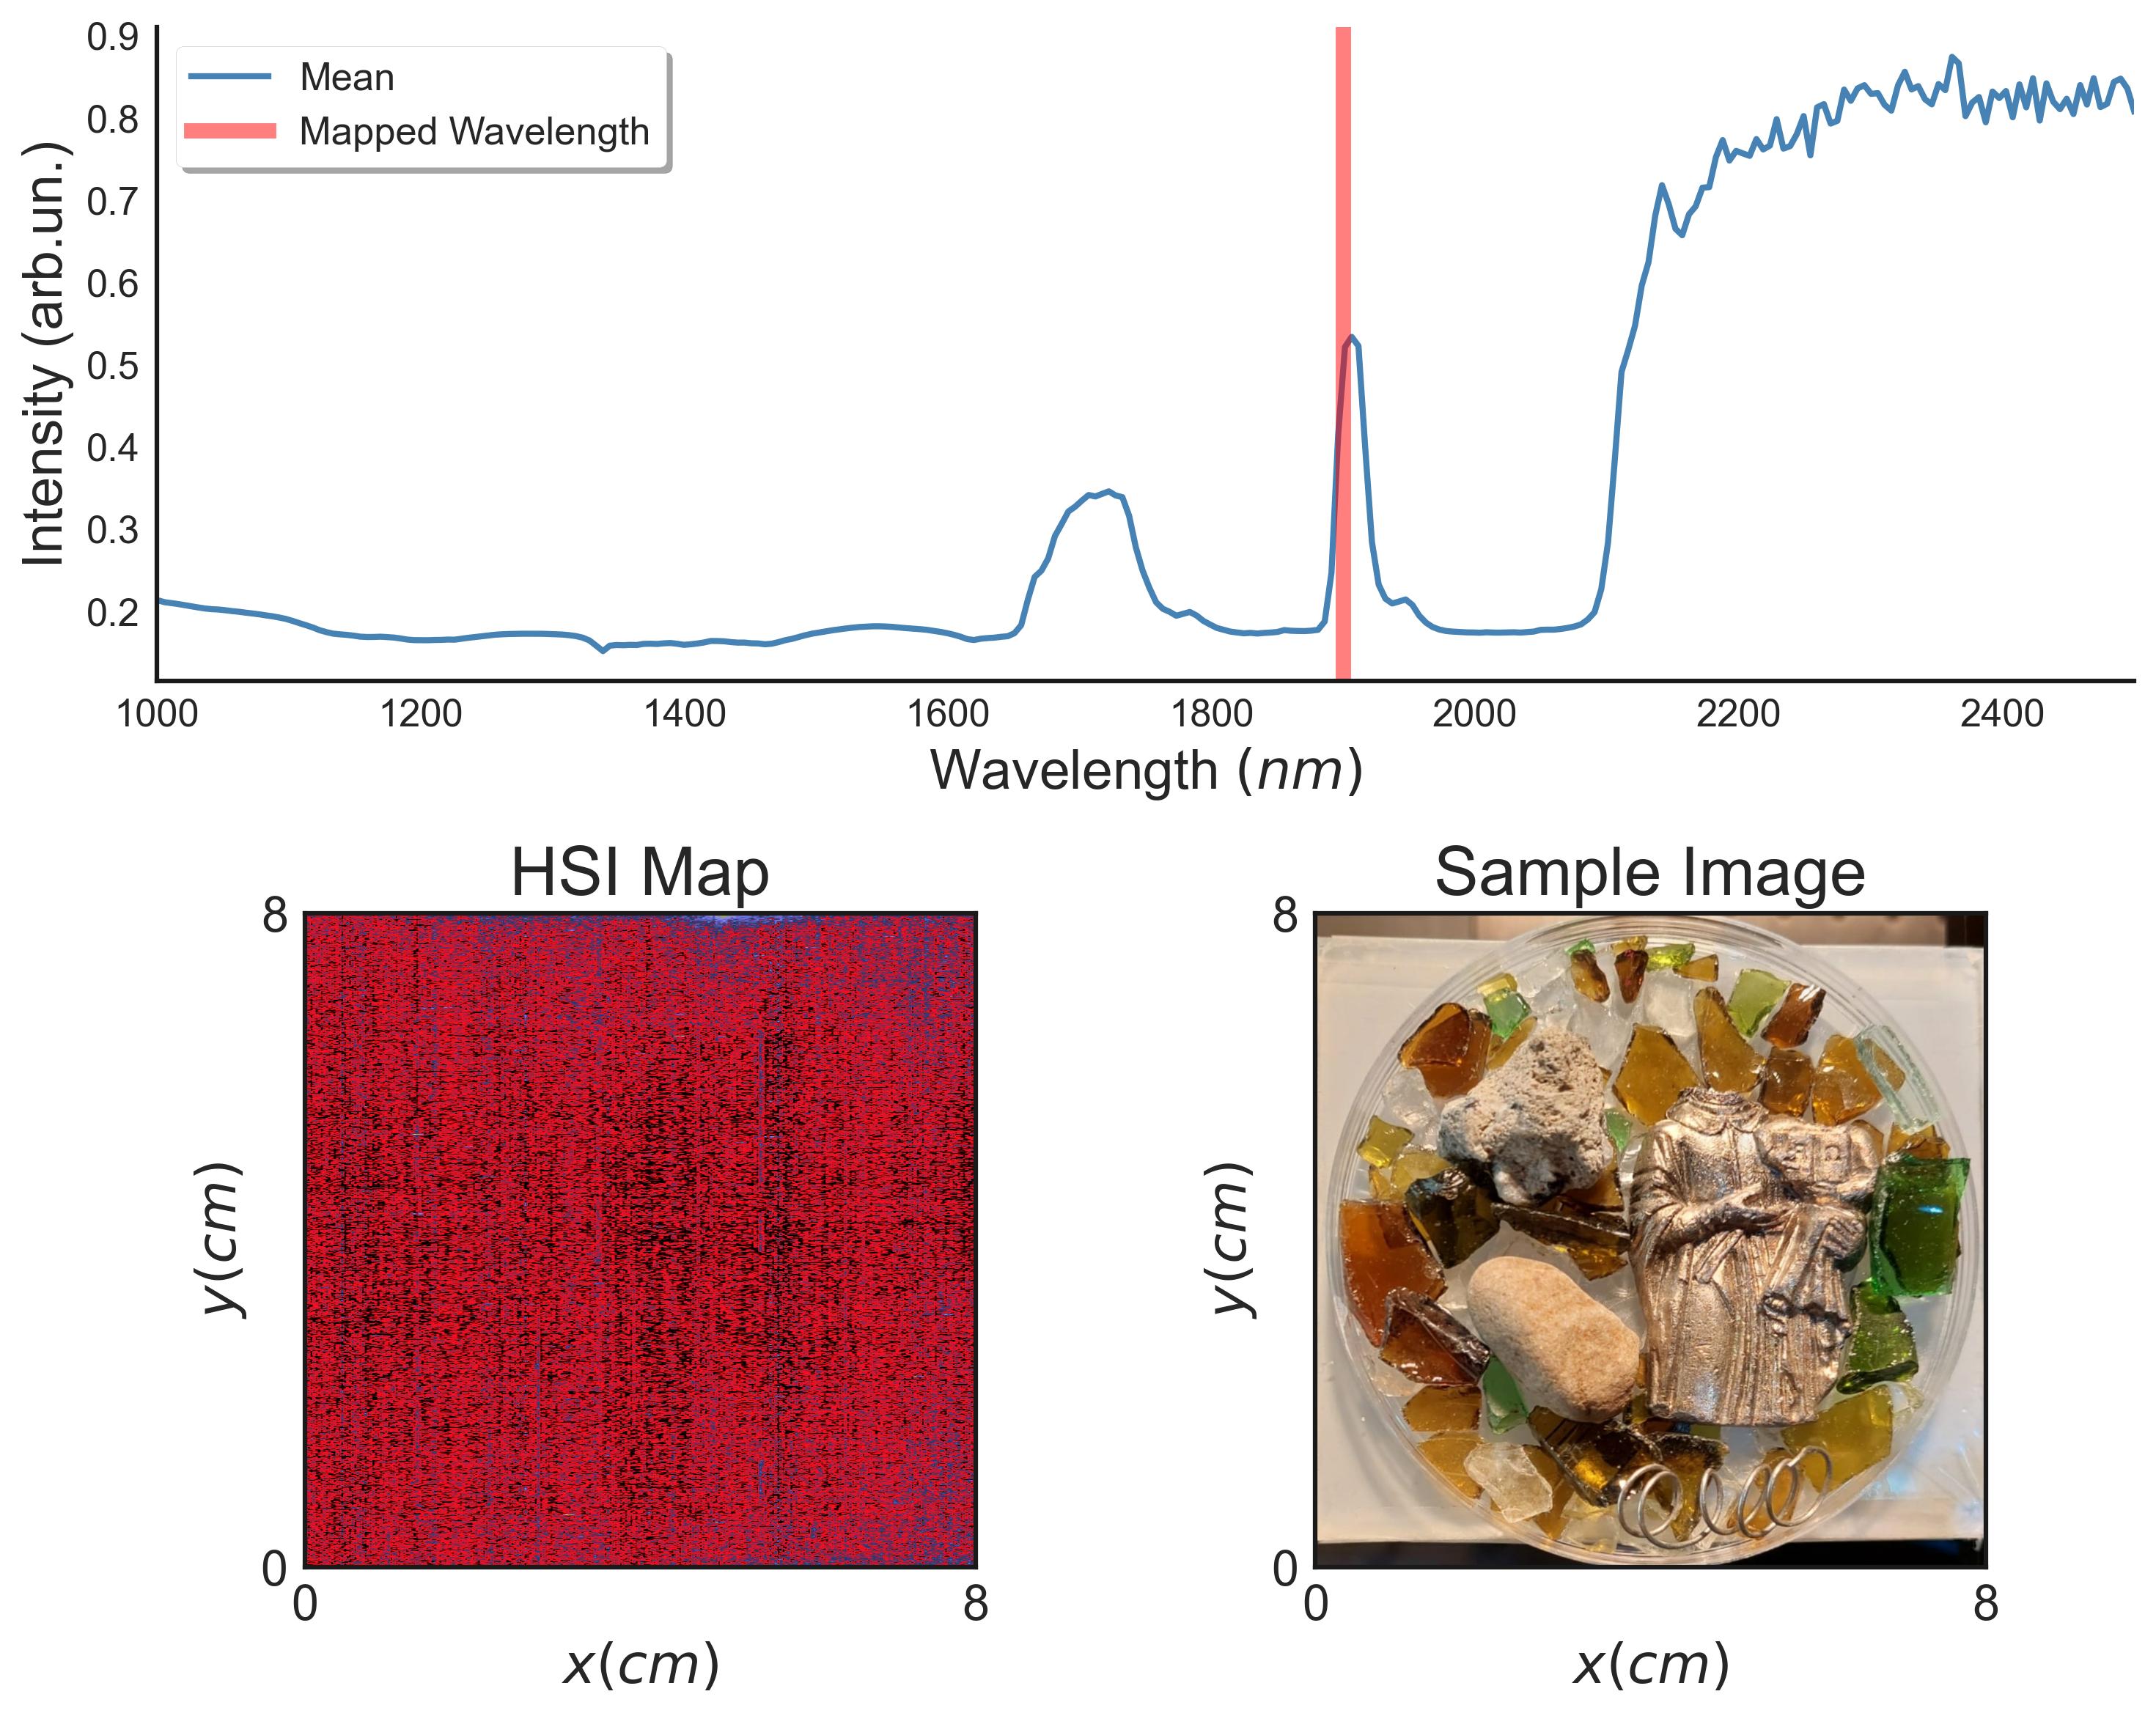 0.9
0.8
0.7
0.6
0.5
0.4
0.3
0.2
Intensity (arb.un.)
Mean
Mapped Wavelength
1000 1200 1400 1600 1800 2000 2200 2400
Wavelength (nm)
HSI Map
8
0
y(cm)
0 8
x(cm)
Sample Image
8
0
y(cm)
0 8
x(cm)